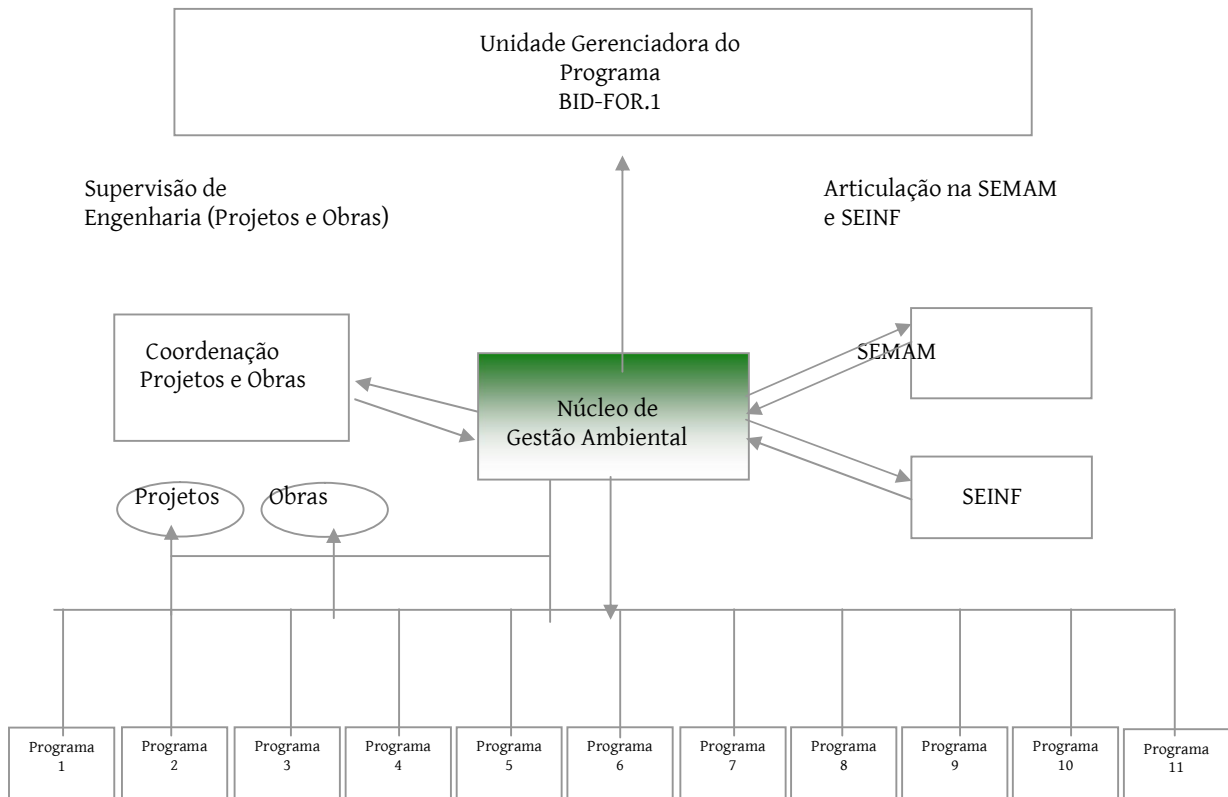 Unidade Gerenciadora do
Programa
BID-FOR.1
Supervisão de
Engenharia (Projetos e Obras)
Articulação na SEMAM
e SEINF
Coordenação
Projetos e Obras
Núcleo de
Gestão Ambiental
SEMAM
SEINF
Projetos
Obras
Programa
1
Programa
2
Programa
3
Programa
4
Programa
5
Programa
6
Programa
7
Programa
8
Programa
9
Programa
10
Programa
11